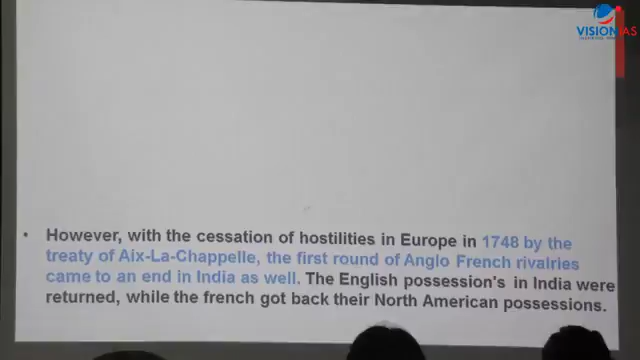 VISION IAS
• However, with the cessation of hostilities in Europe in 1748 by the
treaty of Aix-La-Chappelle, the first round of Anglo French rivalries
came to an end in India as well. The English possession's in India were
returned, while the french got back their North American possessions.